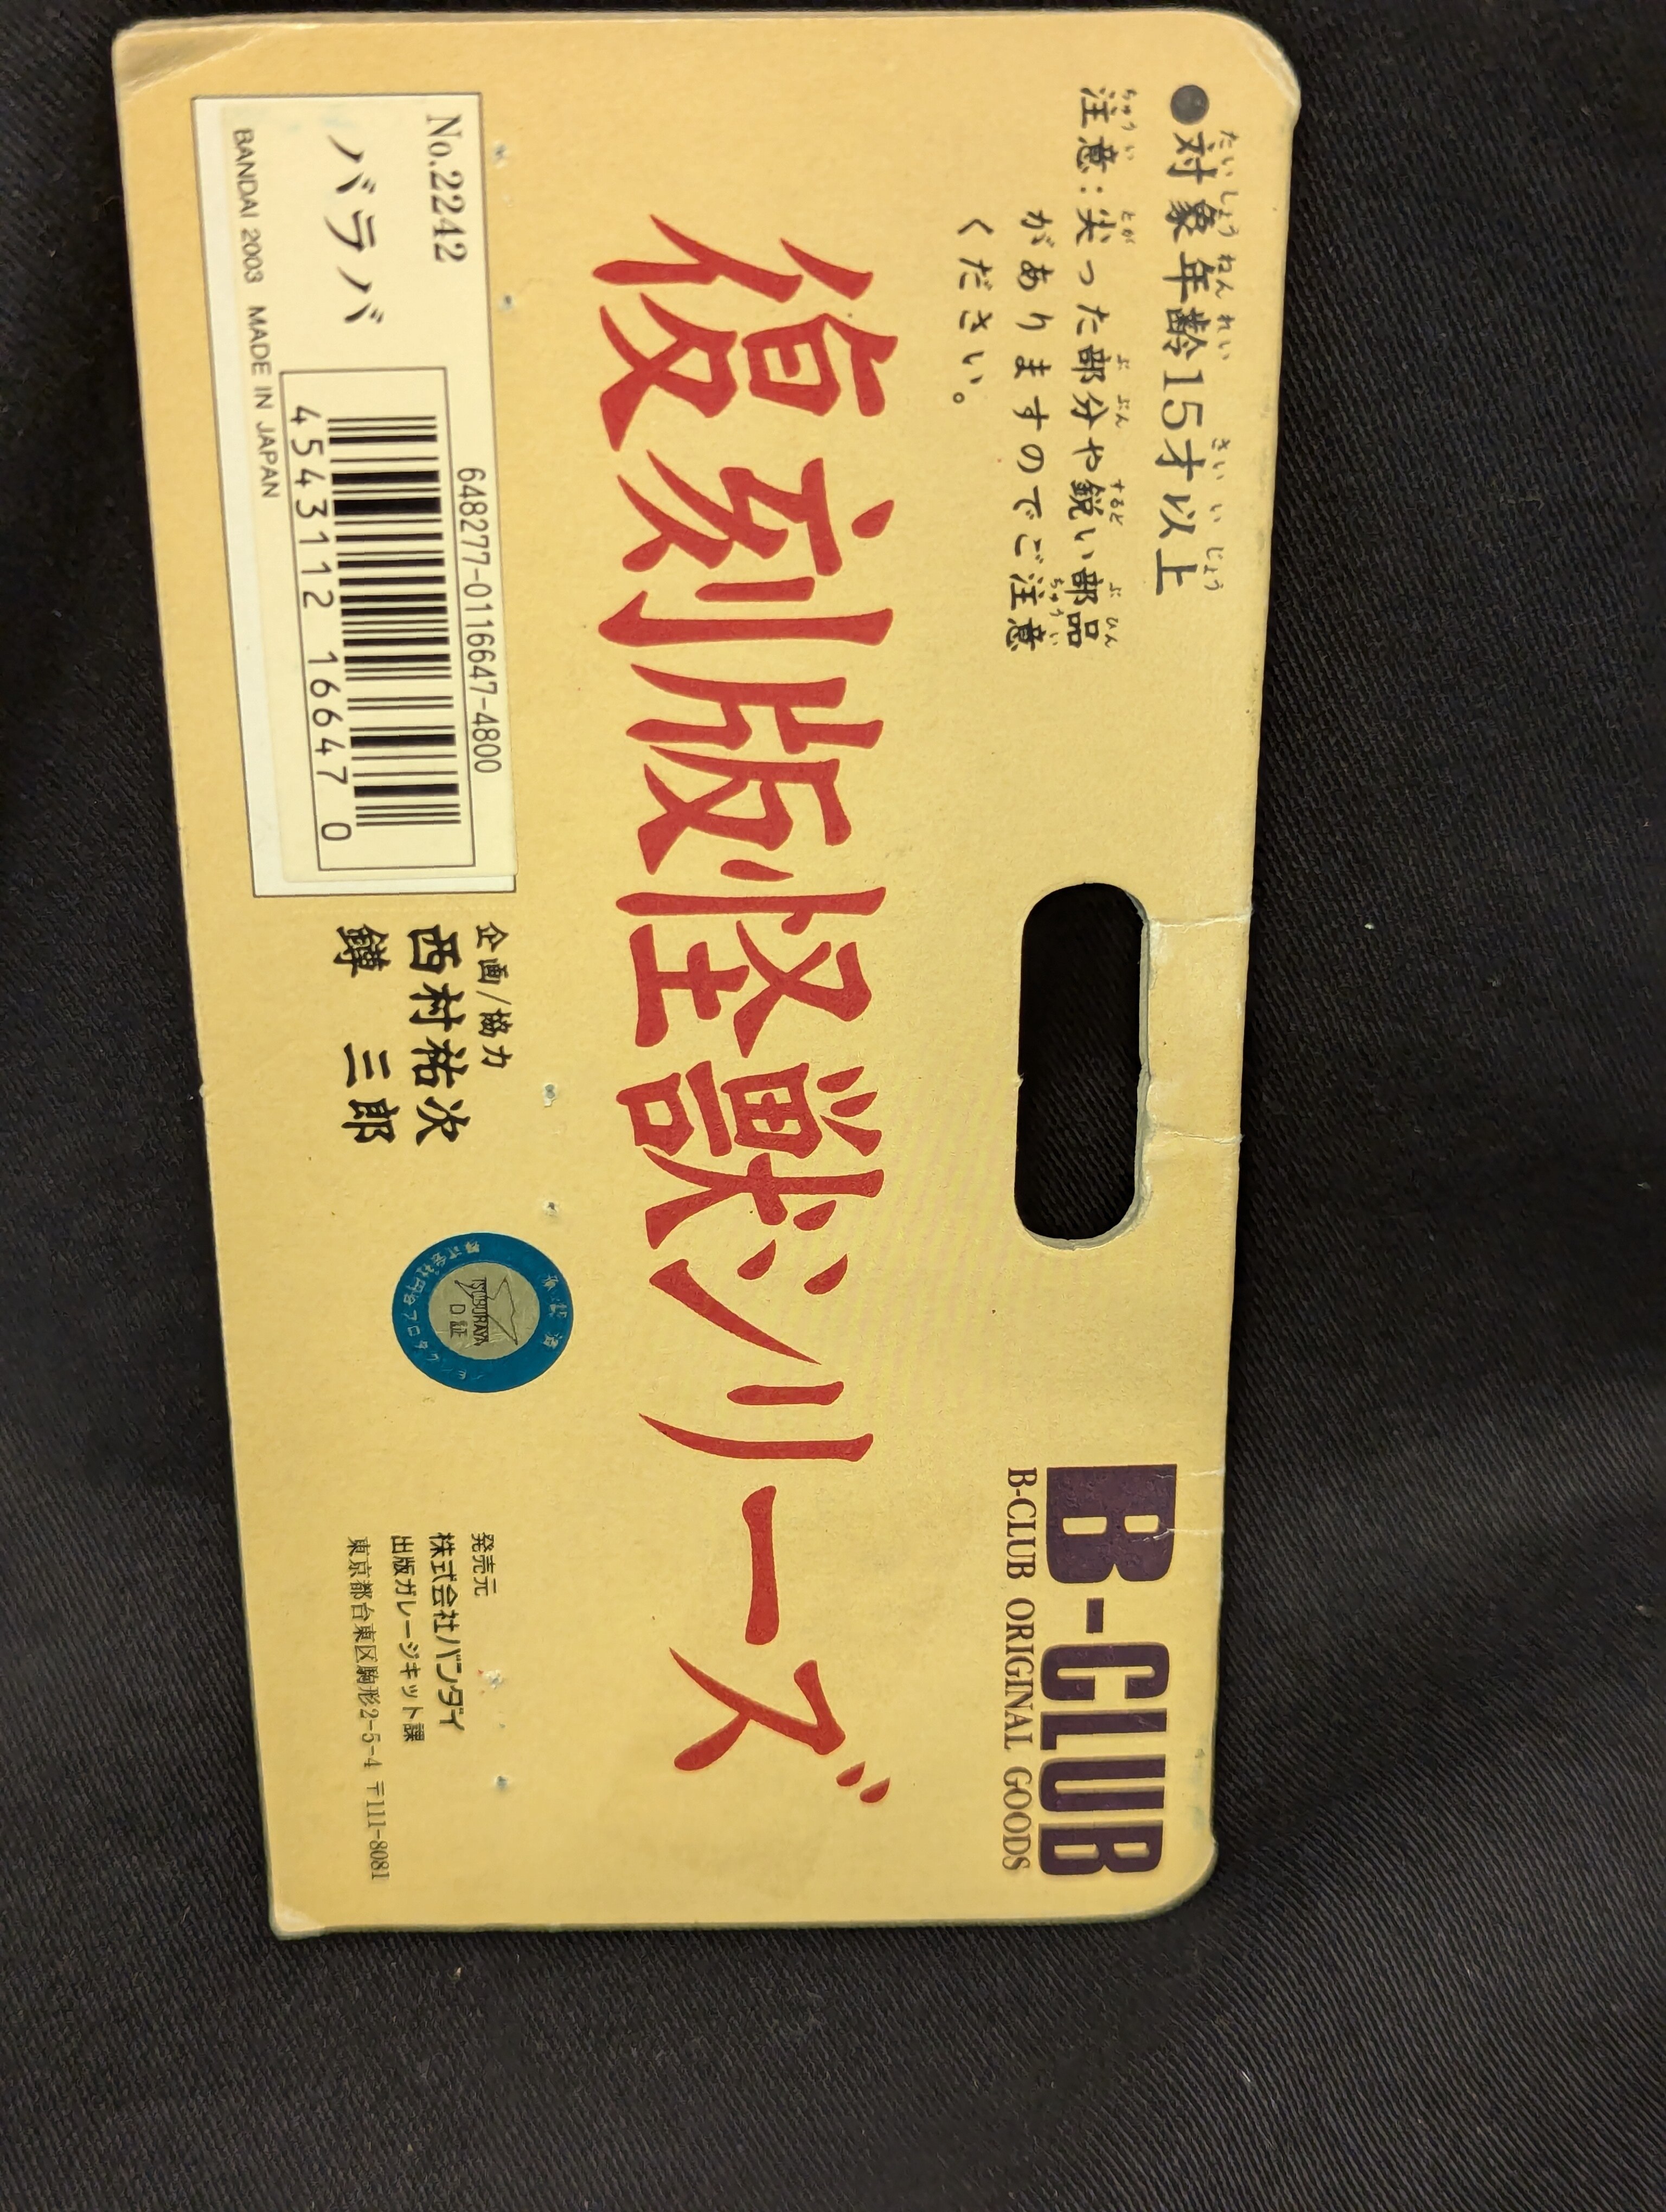 ●対象年齢15才以上
注意：尖った部分や鋭い部品
がありますのでご注意
ください。
B-CLUB
B-CLUB ORIGINAL GOODS
復刻版怪獣シリーズ
No.2242
バラバ
648277-0116647-4800
4543112 166470
BANDAI 2003 MADE IN JAPAN
企画/協力
西村祐次
鐏 三郎
TSUBURAYA
D証
発売元
株式会社バンダイ
出版ガレージキット課
東京都台東区駒形2-5-4 〒111-8081